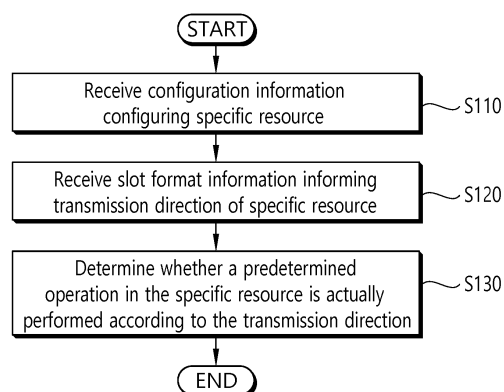 START
Receive configuration information
configuring specific resource
S110
Receive slot format information informing
transmission direction of specific resource
S120
Determine whether a predetermined
operation in the specific resource is actually
performed according to the transmission direction
S130
END